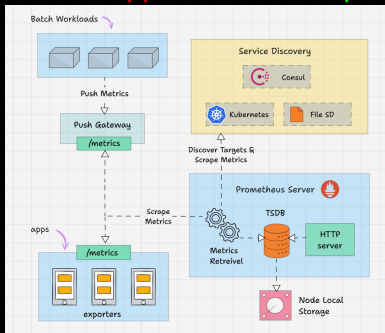 Batch Workloads
Push Metrics
Push Gateway
/metrics
Service Discovery
Consul
Kubernetes
File SD
Discover Targets &
Scrape Metrics
Scrape
Metrics
Prometheus Server
TSDB
HTTP
server
Metrics
Retreivel
Node Local
Storage
apps
/metrics
exporters